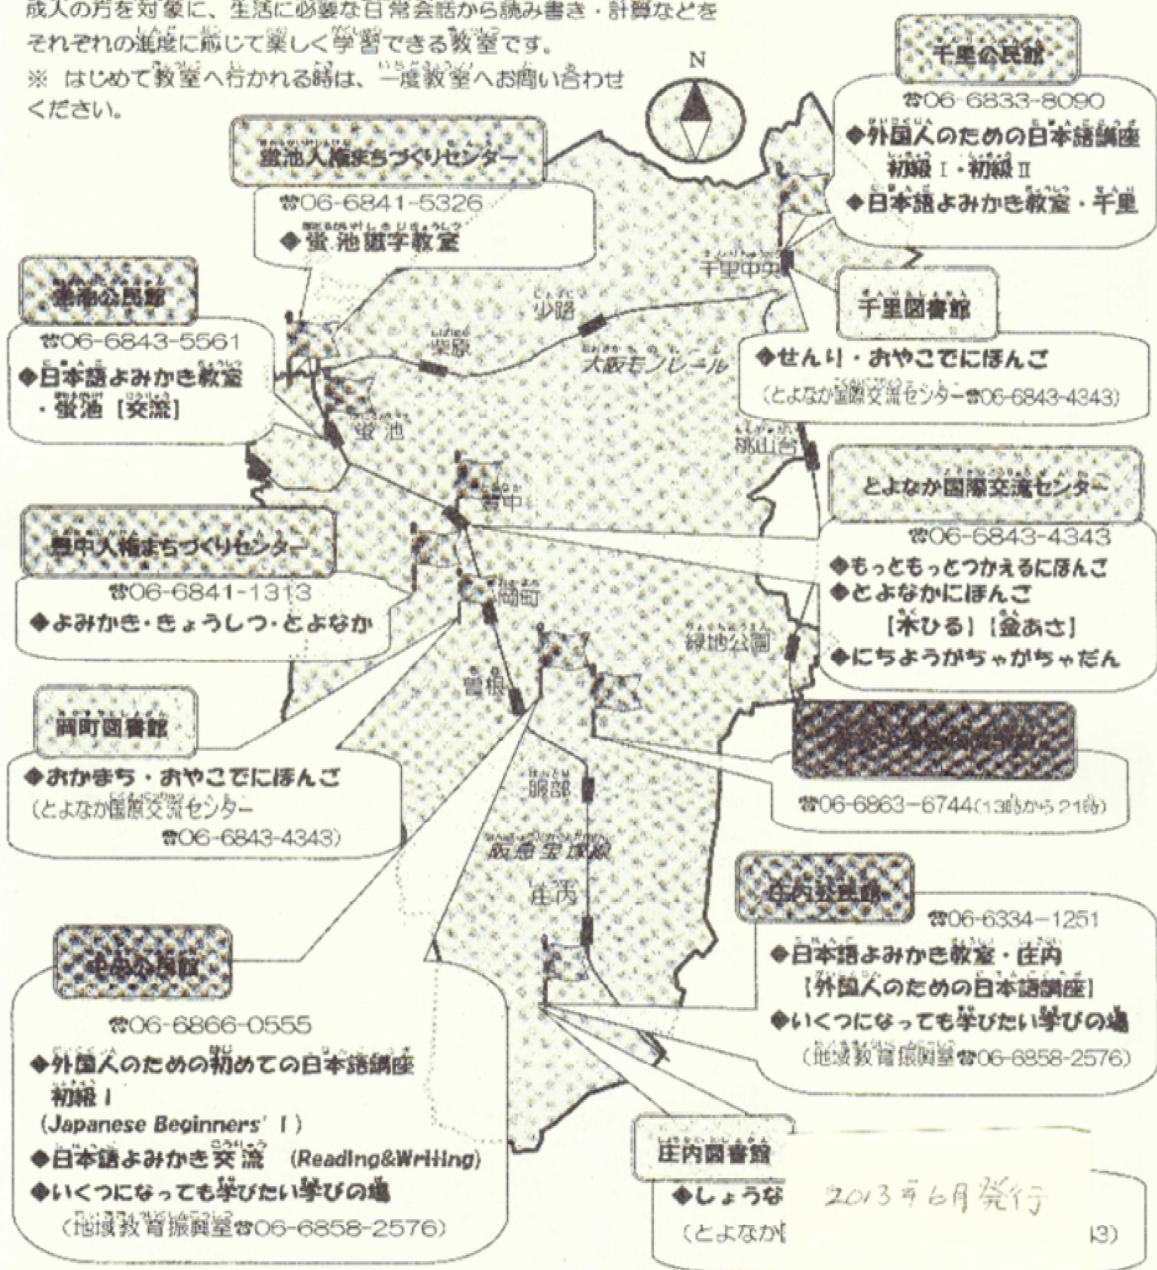 成人の方を対象に、生活に必要な日常会話から読み書き・計算などを
それぞれの進度に応じて楽しく学習できる教室です。
※ はじめて教室へ行かれる時は、一度教室へお問い合わせ
ください。
N
千里公民館
☎06-6833-8090
◆外国人のための日本語講座
初級Ⅰ・初級Ⅱ
◆日本語よみかき教室・千里
蛍池人権まちづくりセンター
☎06-6841-5326
◆蛍池識字教室
千里中央
千里図書館
◆せんり・おやこでにほんご
(とよなか国際交流センター☎06-6843-4343)
蛍池公民館
☎06-6843-5561
◆日本語よみかき教室
・蛍池 [交流]
少路
柴原
大阪モノレール
蛍池
桃山台
豊中
とよなか国際交流センター
☎06-6843-4343
◆もっともっとつかえるにほんご
◆とよなかにほんご
[木ひる] [金あさ]
◆にちようがちゃがちゃだん
豊中人権まちづくりセンター
☎06-6841-1313
◆よみかき・きょうしつ・とよなか
岡町
緑地公園
曽根
岡町図書館
◆おかまち・おやこでにほんご
(とよなか国際交流センター
☎06-6843-4343)
☎06-6863-6744(13時から21時)
服部
阪急宝塚線
庄内
庄内公民館
☎06-6334-1251
◆日本語よみかき教室・庄内
[外国人のための日本語講座]
◆いくつになっても学びたい学びの場
(地域教育振興室☎06-6858-2576)
中央公民館
☎06-6866-0555
◆外国人のための初めての日本語講座
初級Ⅰ
(Japanese Beginners' Ⅰ)
◆日本語よみかき交流 (Reading&Writing)
◆いくつになっても学びたい学びの場
(地域教育振興室☎06-6858-2576)
庄内図書館
◆しょうな
(とよなか
3)
2013年6月発行